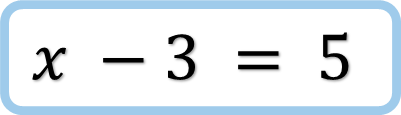 x − 3 = 5